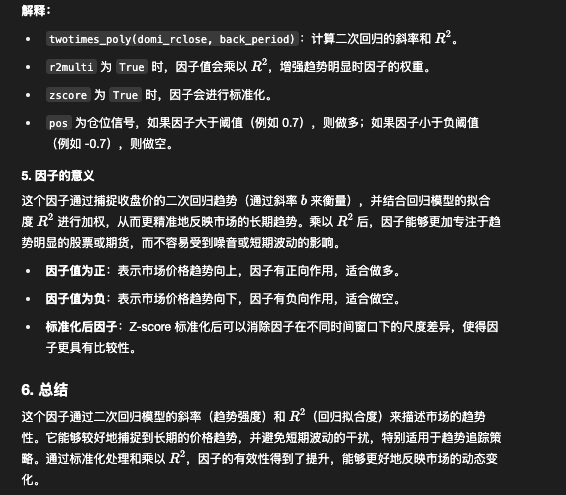 解释：
• twotimes_poly(domi_rclose, back_period)：计算二次回归的斜率和 R²。
• r2multi 为 True 时，因子值会乘以 R²，增强趋势明显时因子的权重。
• zscore 为 True 时，因子会进行标准化。
• pos 为仓位信号，如果因子大于阈值（例如 0.7），则做多；如果因子小于负阈值
（例如 -0.7），则做空。
5. 因子的意义
这个因子通过捕捉收盘价的二次回归趋势（通过斜率 b 来衡量），并结合回归模型的拟合
度 R² 进行加权，从而更精准地反映市场的长期趋势。乘以 R² 后，因子能够更加专注于趋
势明显的股票或期货，而不容易受到噪音或短期波动的影响。
• 因子值为正：表示市场价格趋势向上，因子有正向作用，适合做多。
• 因子值为负：表示市场价格趋势向下，因子有负向作用，适合做空。
• 标准化后因子：Z-score 标准化后可以消除因子在不同时间窗口下的尺度差异，使得因
子更具有比较性。
6. 总结
这个因子通过二次回归模型的斜率（趋势强度）和 R²（回归拟合度）来描述市场的趋势
性。它能够较好地捕捉到长期的价格趋势，并避免短期波动的干扰，特别适用于趋势追踪策
略。通过标准化处理和乘以 R²，因子的有效性得到了提升，能够更好地反映市场的动态变
化。